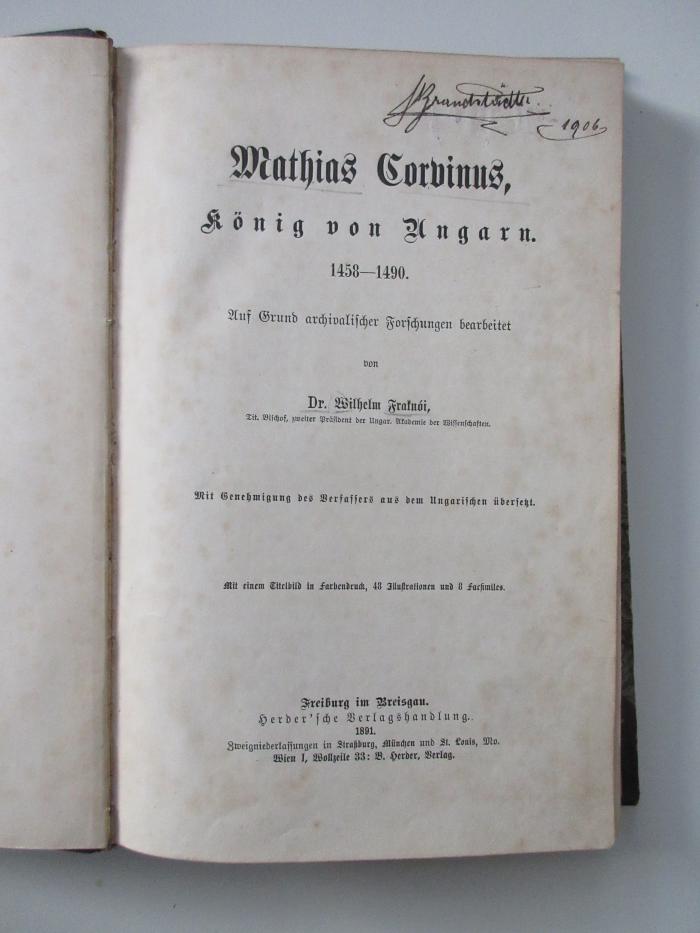 Brandstädter
1906
Mathias Corvinus,
König von Ungarn.
1458—1490.
Auf Grund archivalischer Forschungen bearbeitet
von
Dr. Wilhelm Fraknói,
Tit. Bischof, zweiter Präsident der Ungar. Akademie der Wissenschaften.
Mit Genehmigung des Verfassers aus dem Ungarischen übersetzt.
Mit einem Titelbild in Farbendruck, 48 Illustrationen und 8 Facsimiles.
Freiburg im Breisgau.
Herder'sche Verlagshandlung.
1891.
Zweigniederlassungen in Straßburg, München und St. Louis, Mo.
Wien I, Wollzeile 33: B. Herder, Verlag.